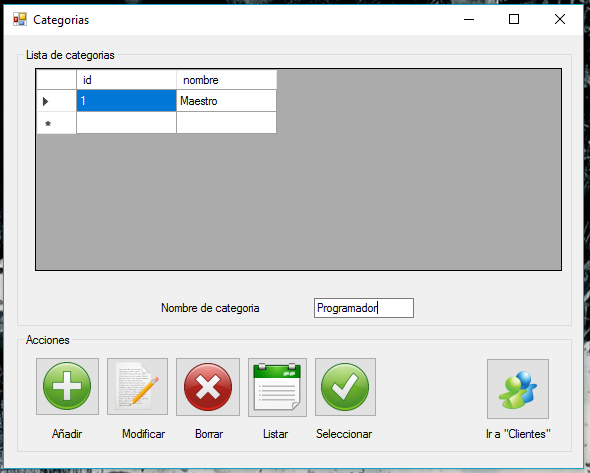 Categorias
Lista de categorias
id nombre
1 Maestro
*
Nombre de categoria Programador
Acciones
Añadir Modificar Borrar Listar Seleccionar Ir a "Clientes"